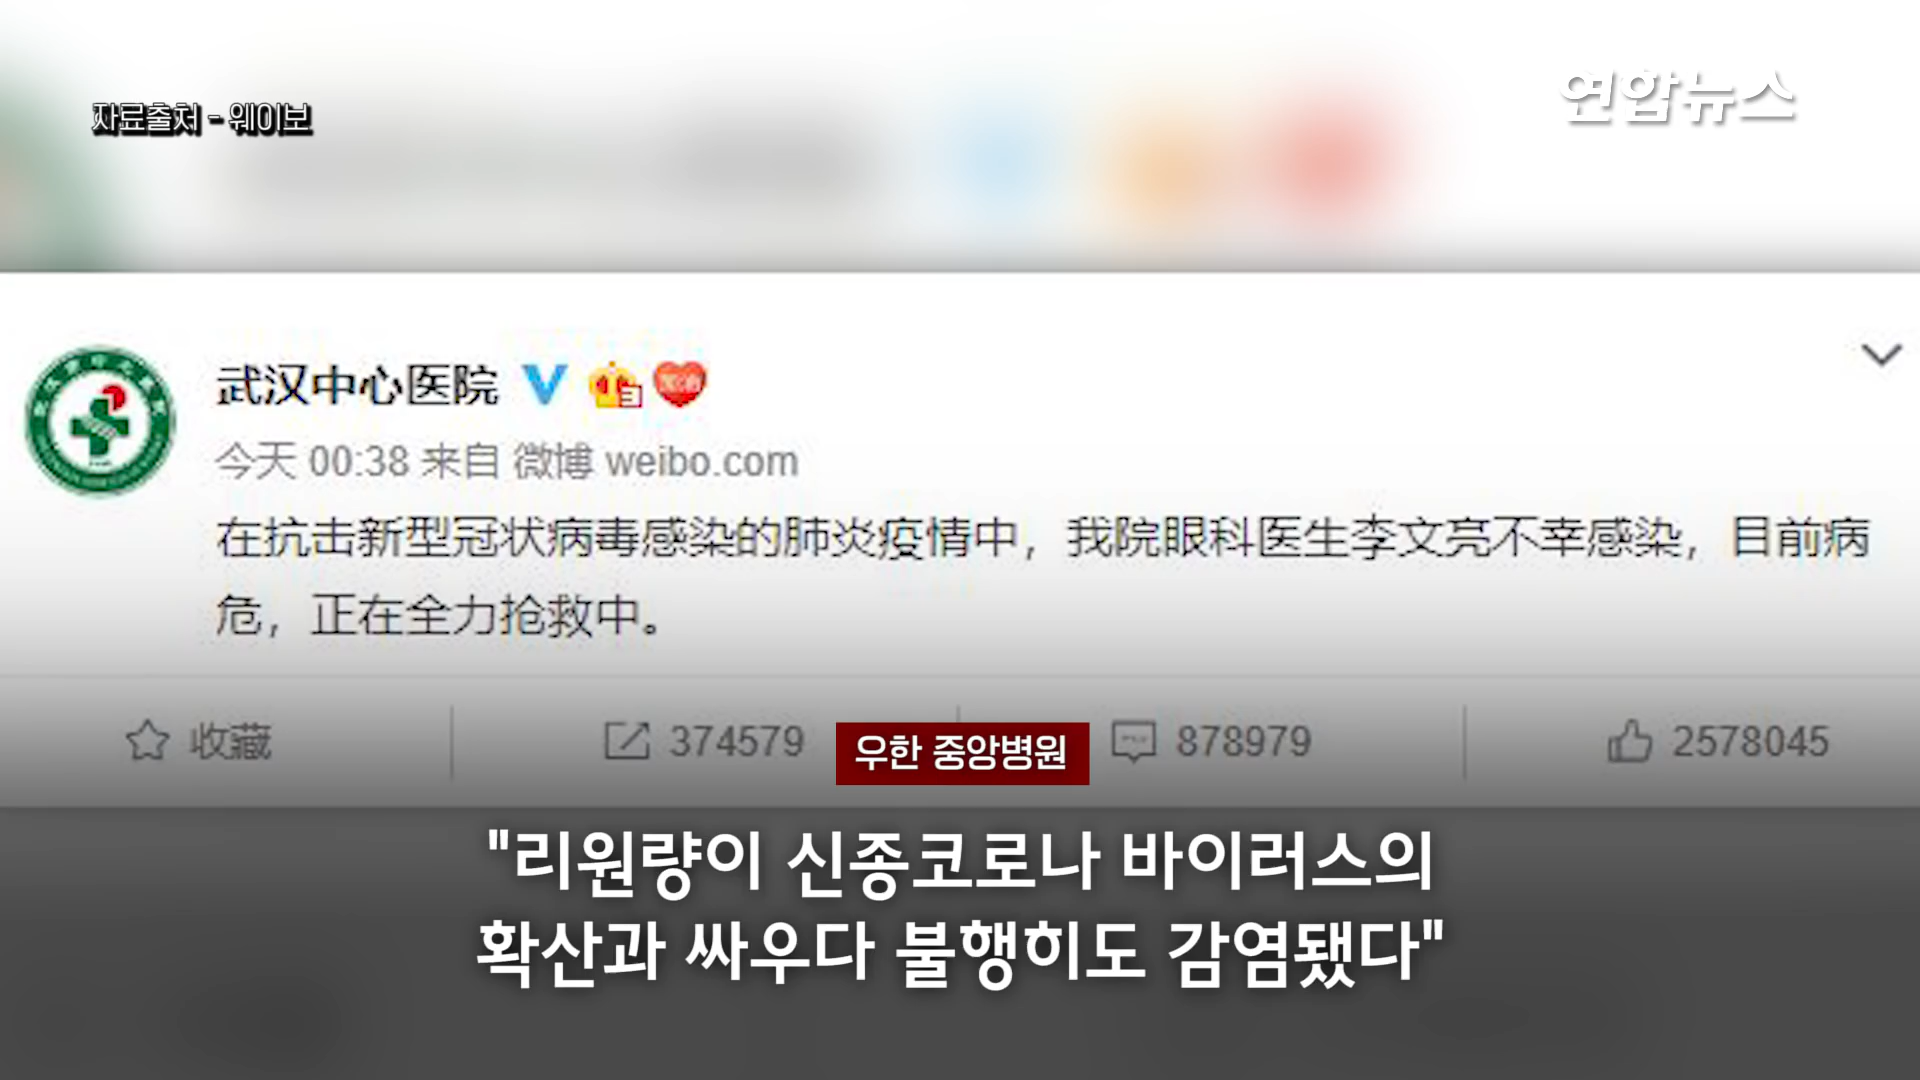 자료출처 - 웨이보
연합뉴스
武汉中心医院
今天 00:38 来自 微博 weibo.com
在抗击新型冠状病毒感染的肺炎疫情中，我院眼科医生李文亮不幸感染，目前病
危，正在全力抢救中。
收藏 374579 878979 2578045
우한 중앙병원
"리원량이 신종코로나 바이러스의
확산과 싸우다 불행히도 감염됐다"